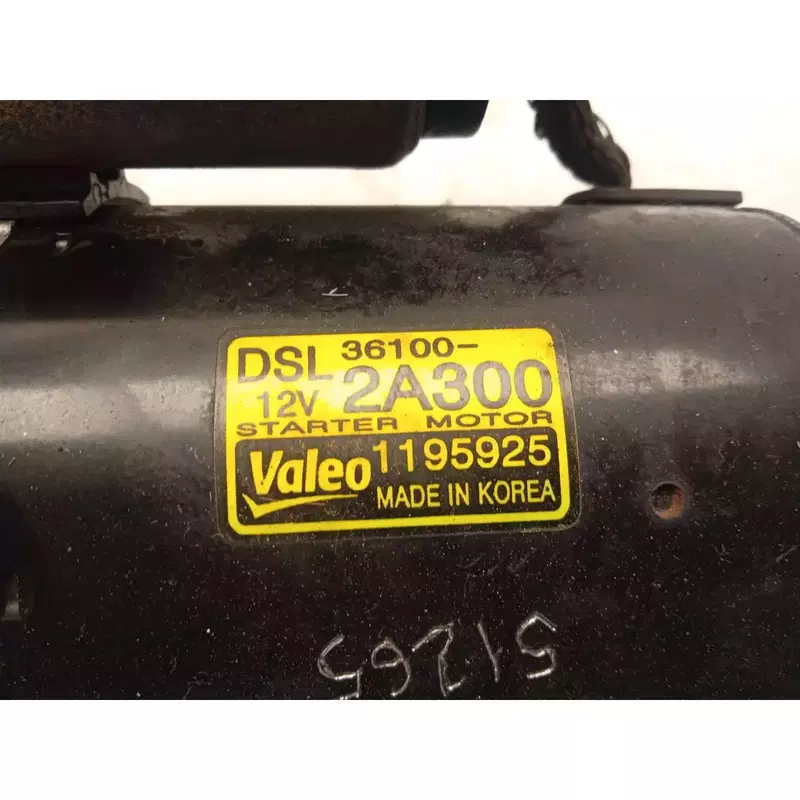 DSL 36100-
12V 2A300
STARTER MOTOR
Valeo 1195925
MADE IN KOREA
51265